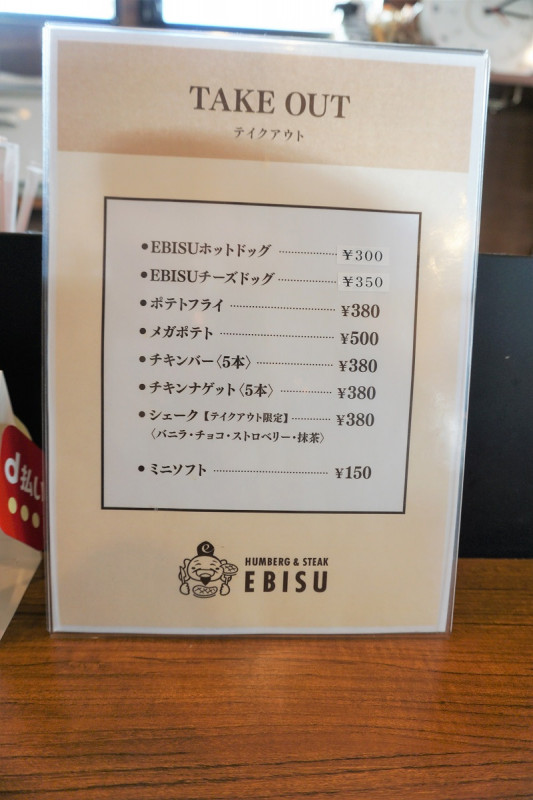 TAKE OUT
テイクアウト
●EBISUホットドッグ ¥300
●EBISUチーズドッグ ¥350
●ポテトフライ ¥380
●メガポテト ¥500
●チキンバー〈5本〉 ¥380
●チキンナゲット〈5本〉 ¥380
●シェーク【テイクアウト限定】 ¥380
〈バニラ・チョコ・ストロベリー・抹茶〉
●ミニソフト ¥150
HUMBERG & STEAK
EBISU
d払い